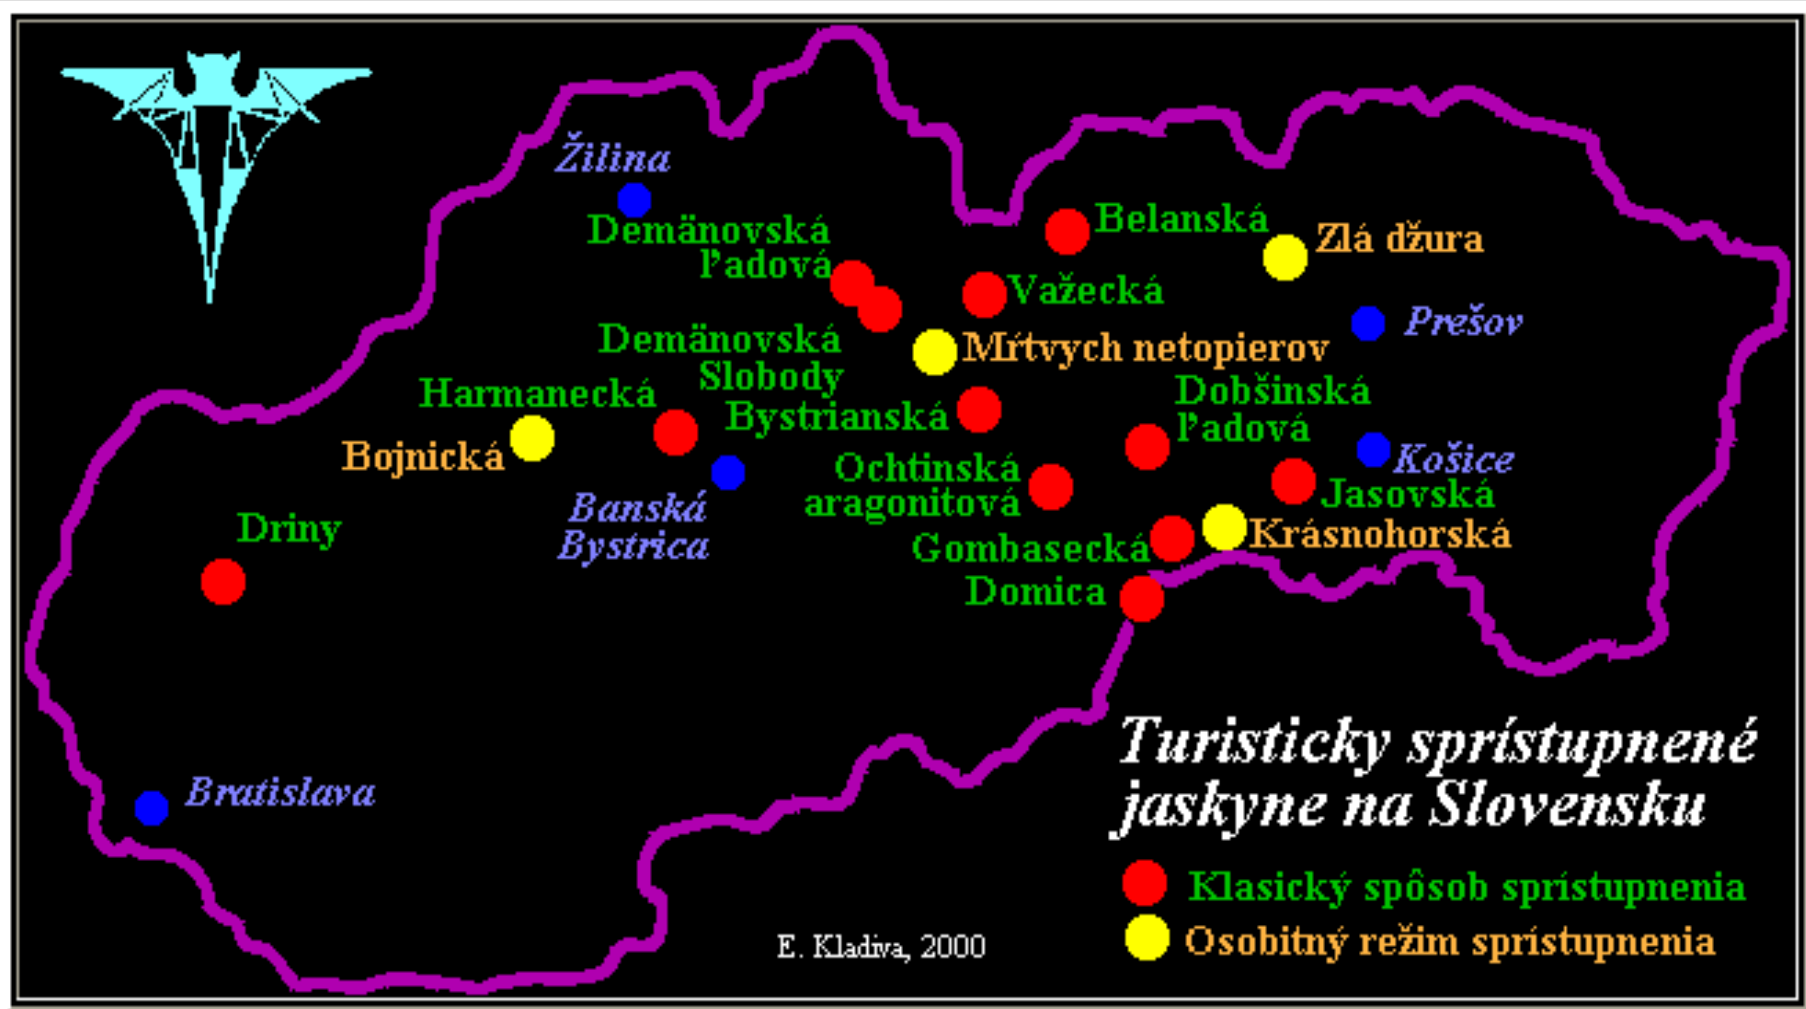 Žilina
Demänovská
ľadová
Belanská
Zlá džura
Važecká
Prešov
Demänovská
Slobody
Mŕtvych netopierov
Harmanecká
Bystrianská
Dobšinská
ľadová
Bojnická
Košice
Ochtinská
aragonitová
Jasovská
Banská
Bystrica
Driny
Krásnohorská
Gombasecká
Domica
Bratislava
Turisticky sprístupnené
jaskyne na Slovensku
Klasický spôsob sprístupnenia
Osobitný režim sprístupnenia
E. Kladiva, 2000